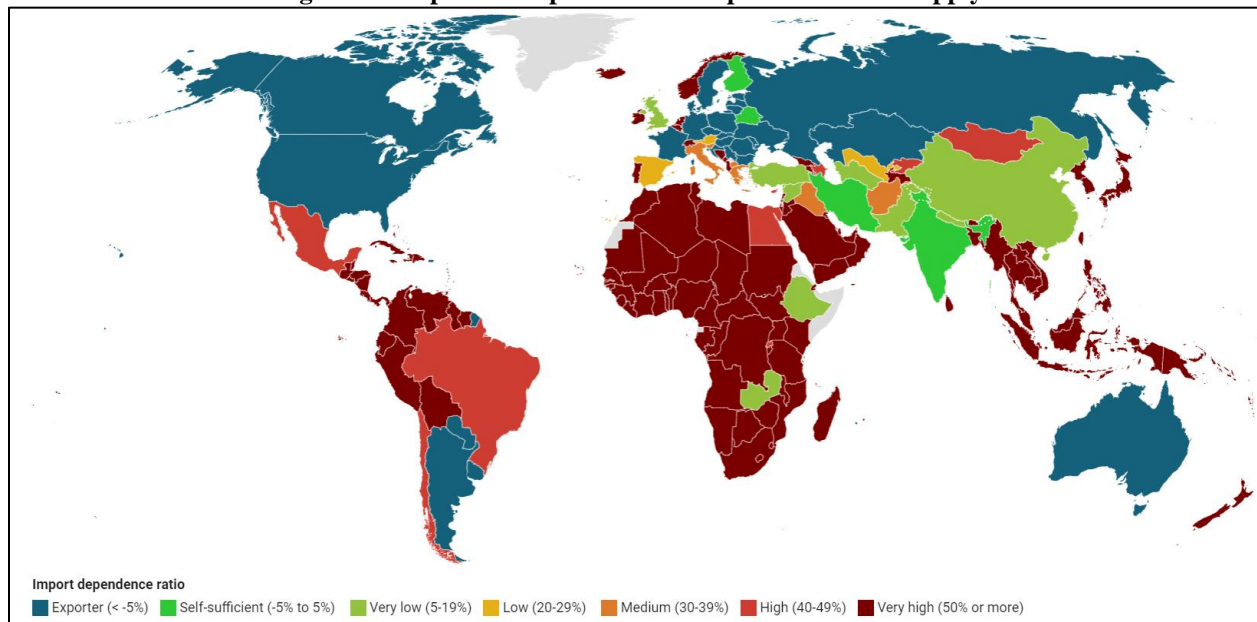 Import dependence ratio
Exporter (< -5%) Self-sufficient (-5% to 5%) Very low (5-19%) Low (20-29%) Medium (30-39%) High (40-49%) Very high (50% or more)